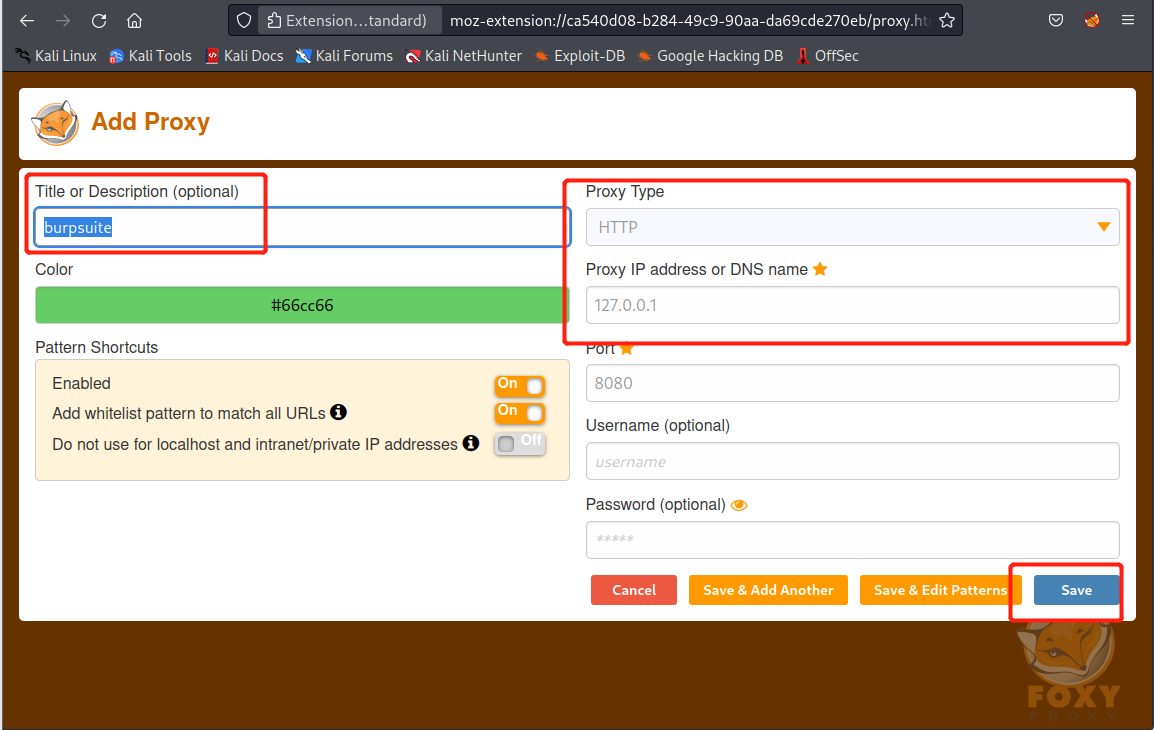 Extension…tandard)
moz-extension://ca540d08-b284-49c9-90aa-da69cde270eb/proxy.ht
Kali Linux Kali Tools Kali Docs Kali Forums Kali NetHunter Exploit-DB Google Hacking DB OffSec
Add Proxy
Title or Description (optional)
burpsuite
Color
#66cc66
Pattern Shortcuts
Enabled
On
Add whitelist pattern to match all URLs
On
Do not use for localhost and intranet/private IP addresses
Off
Proxy Type
HTTP
Proxy IP address or DNS name
127.0.0.1
Port
8080
Username (optional)
username
Password (optional)
*****
Cancel
Save & Add Another
Save & Edit Patterns
Save
FOXY
PROXY